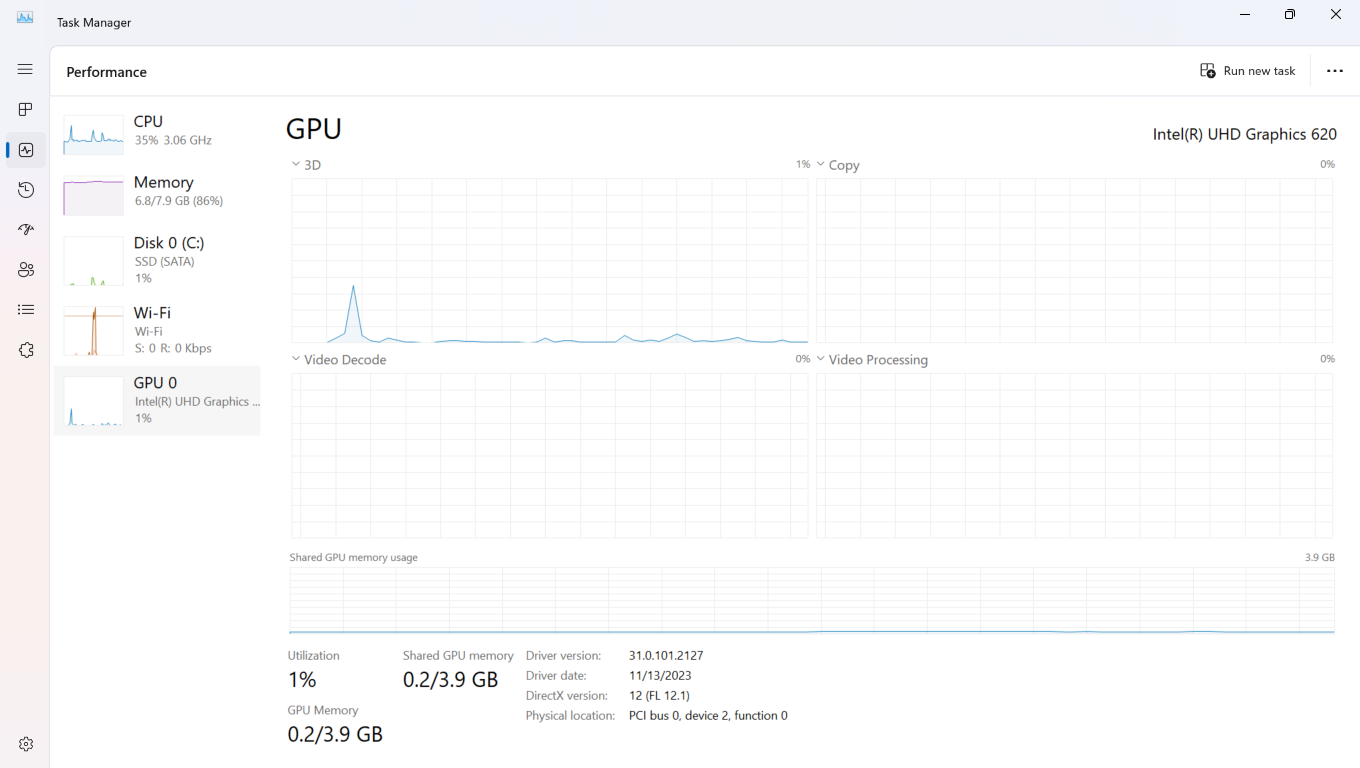 Task Manager
Performance
Run new task
CPU
35% 3.06 GHz
Memory
6.8/7.9 GB (86%)
Disk 0 (C:)
SSD (SATA)
1%
Wi-Fi
Wi-Fi
S: 0 R: 0 Kbps
GPU 0
Intel(R) UHD Graphics ...
1%
GPU
Intel(R) UHD Graphics 620
3D 1%
Copy 0%
Video Decode 0%
Video Processing 0%
Shared GPU memory usage 3.9 GB
Utilization
1%
Shared GPU memory
0.2/3.9 GB
GPU Memory
0.2/3.9 GB
Driver version: 31.0.101.2127
Driver date: 11/13/2023
DirectX version: 12 (FL 12.1)
Physical location: PCI bus 0, device 2, function 0